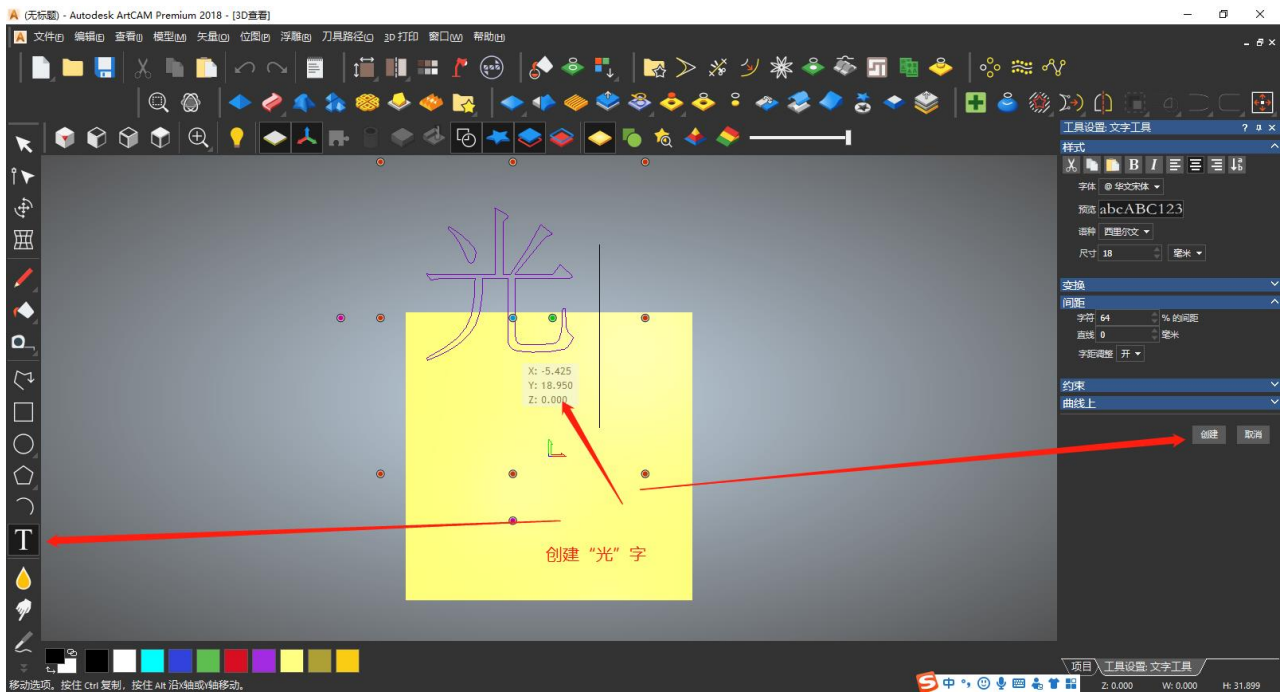 (无标题) - Autodesk ArtCAM Premium 2018 - [3D查看]
文件(F) 编辑(E) 查看(I) 模型(M) 矢量(O) 位图(P) 浮雕(R) 刀具路径(C) 3D 打印 窗口(W) 帮助(H)
工具设置: 文字工具
样式
B I
字体 @ 华文宋体
预览 abcABC123
语种 西里尔文
尺寸 18 毫米
变换
间距
字符 64 % 的间距
直线 0 毫米
字距调整 开
约束
曲线上
创建 取消
光
X: -5.425
Y: 18.950
Z: 0.000
T
创建“光”字
项目 工具设置: 文字工具
移动选项。按住 Ctrl 复制，按住 Alt 沿X轴或Y轴移动。
S 中
Z: 0.000 W: 0.000 H: 31.899